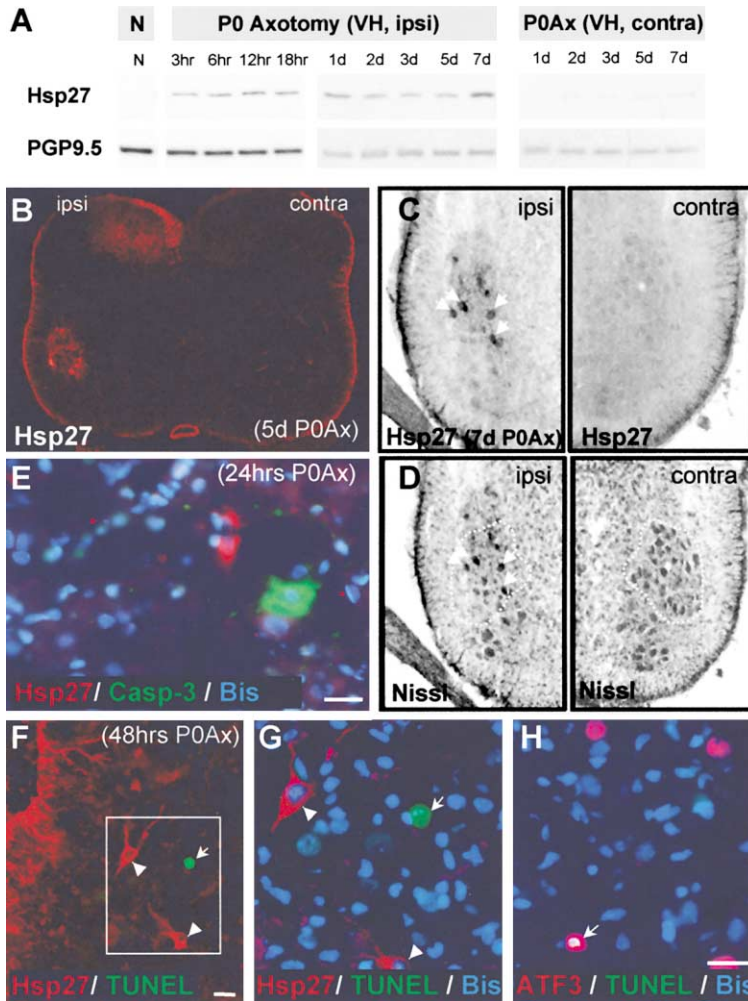 A
N
P0 Axotomy (VH, ipsi)
P0Ax (VH, contra)
N
3hr 6hr 12hr 18hr
1d 2d 3d 5d 7d
1d 2d 3d 5d 7d
Hsp27
PGP9.5
B
ipsi
contra
Hsp27
(5d P0Ax)
C
ipsi
contra
Hsp27 (7d P0Ax)
Hsp27
D
ipsi
contra
Nissl
Nissl
E
(24hrs P0Ax)
Hsp27/ Casp-3 / Bis
F
(48hrs P0Ax)
Hsp27/ TUNEL
G
Hsp27/ TUNEL / Bis
H
ATF3 / TUNEL / Bis